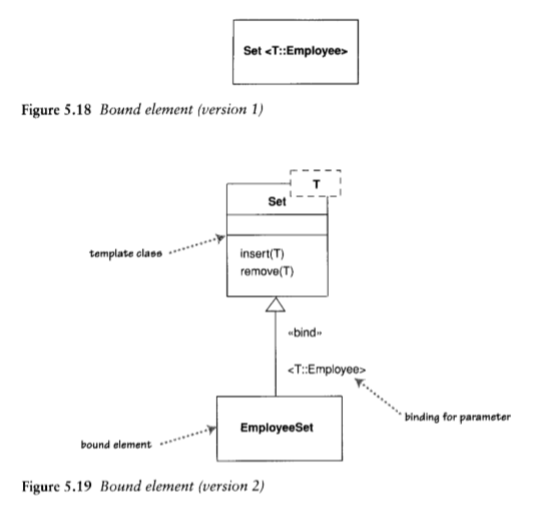 Set <T::Employee>
Figure 5.18 Bound element (version 1)
T
Set
template class
insert(T)
remove(T)
«bind»
<T::Employee>
binding for parameter
EmployeeSet
bound element
Figure 5.19 Bound element (version 2)